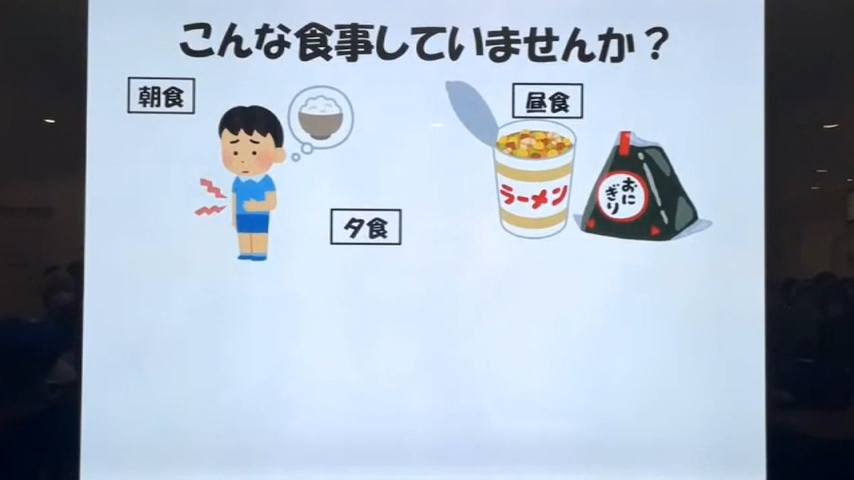 こんな食事していませんか？
朝食
昼食
ラーメン
おに
ぎり
夕食